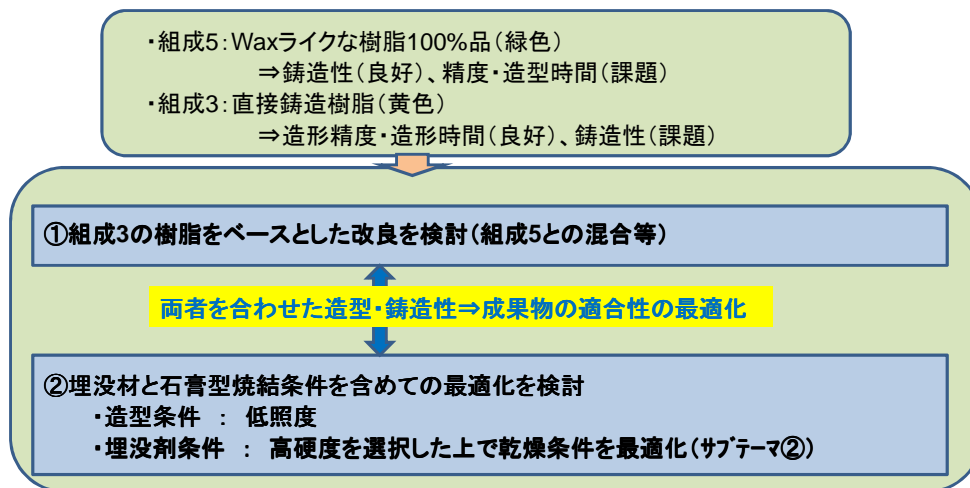 ・組成5:Waxライクな樹脂100%品(緑色)
⇒鋳造性(良好)、精度・造型時間(課題)
・組成3:直接鋳造樹脂(黄色)
⇒造形精度・造形時間(良好)、鋳造性(課題)
①組成3の樹脂をベースとした改良を検討(組成5との混合等)
両者を合わせた造型・鋳造性⇒成果物の適合性の最適化
②埋没材と石膏型焼結条件を含めての最適化を検討
・造型条件 : 低照度
・埋没剤条件 : 高硬度を選択した上で乾燥条件を最適化(サブテーマ②)